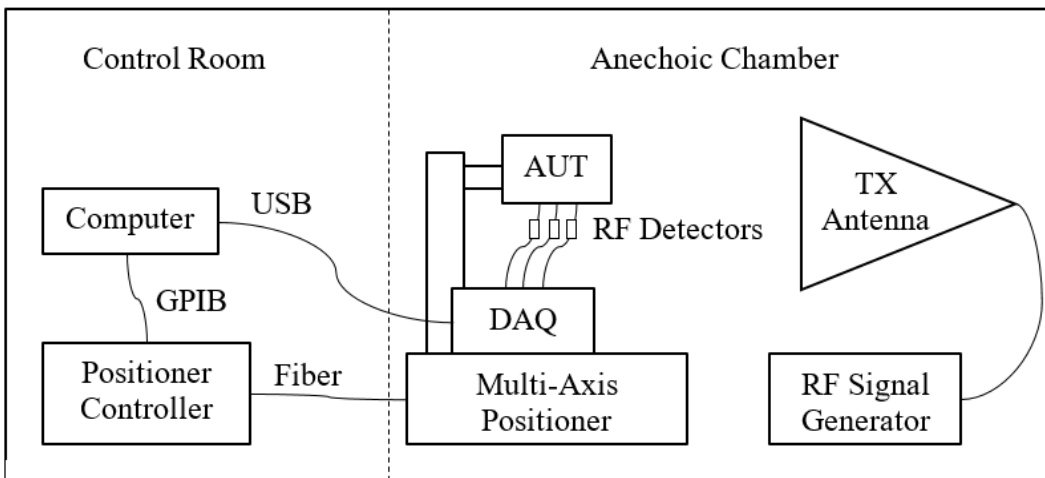 Control Room
Anechoic Chamber
AUT
TX
Antenna
Computer
USB
RF Detectors
GPIB
DAQ
Positioner
Controller
Fiber
Multi-Axis
Positioner
RF Signal
Generator